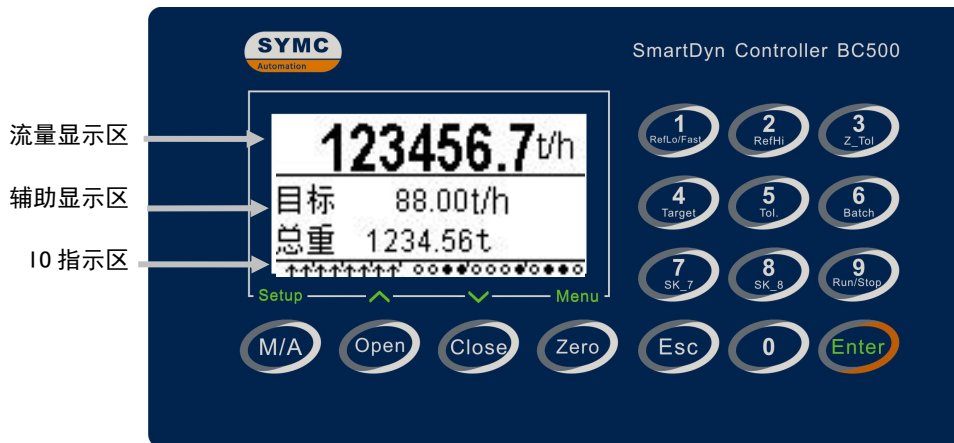 SYMC
Automation
SmartDyn Controller BC500
流量显示区
123456.7t/h
辅助显示区
目标 88.00t/h
总重 1234.56t
IO 指示区
Setup
Menu
1
RefLo/Fast
2
RefHi
3
Z_Tol
4
Target
5
Tol.
6
Batch
7
SK_7
8
SK_8
9
Run/Stop
M/A
Open
Close
Zero
Esc
0
Enter